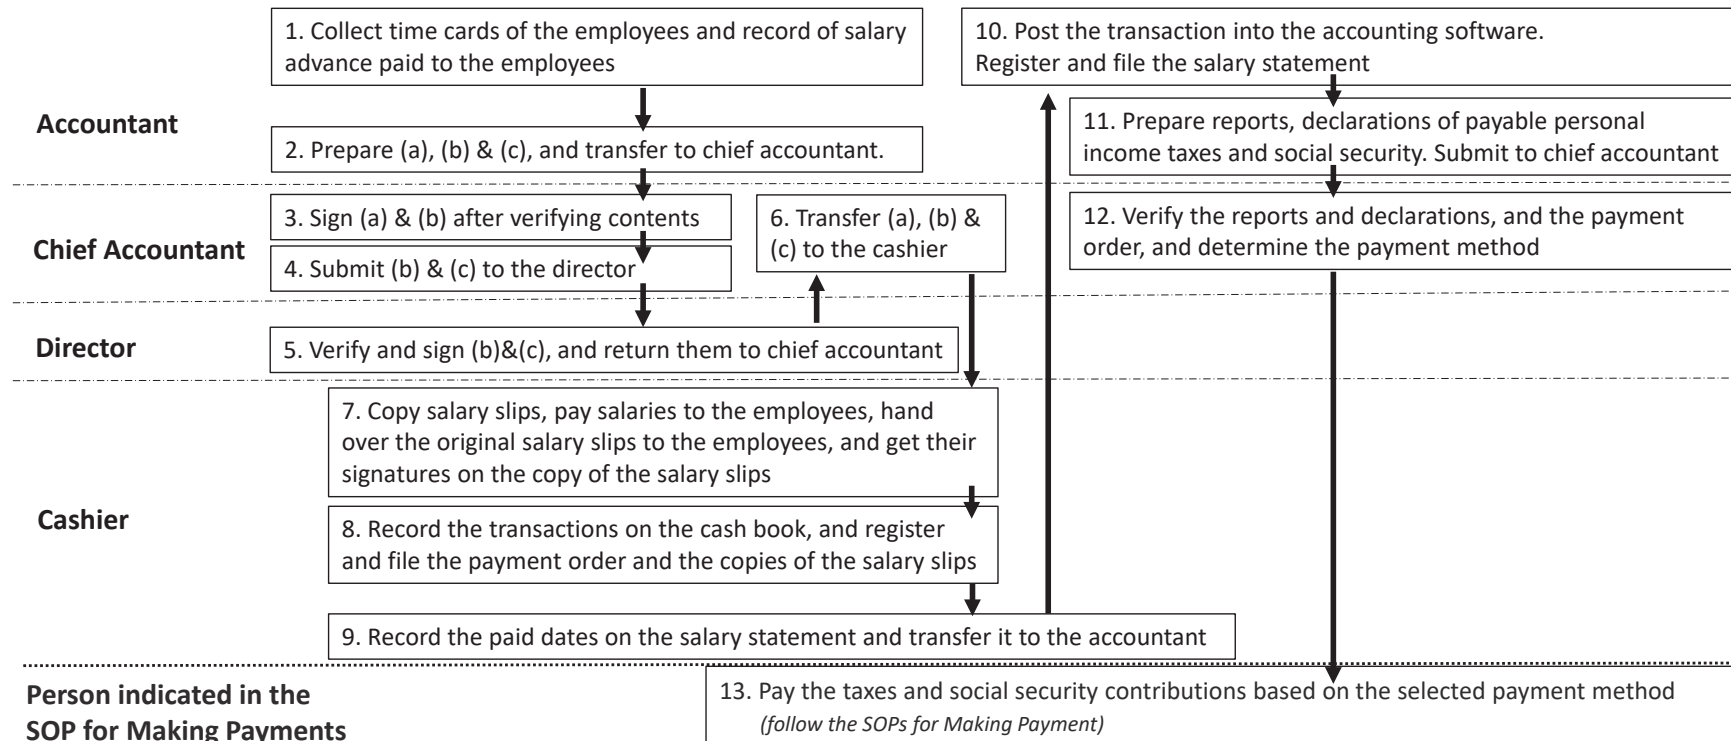 1. Collect time cards of the employees and record of salary
advance paid to the employees
10. Post the transaction into the accounting software.
Register and file the salary statement
Accountant
11. Prepare reports, declarations of payable personal
income taxes and social security. Submit to chief accountant
2. Prepare (a), (b) & (c), and transfer to chief accountant.
Chief Accountant
3. Sign (a) & (b) after verifying contents
4. Submit (b) & (c) to the director
6. Transfer (a), (b) &
(c) to the cashier
12. Verify the reports and declarations, and the payment
order, and determine the payment method
Director
5. Verify and sign (b)&(c), and return them to chief accountant
Cashier
7. Copy salary slips, pay salaries to the employees, hand
over the original salary slips to the employees, and get their
signatures on the copy of the salary slips
8. Record the transactions on the cash book, and register
and file the payment order and the copies of the salary slips
9. Record the paid dates on the salary statement and transfer it to the accountant
Person indicated in the
SOP for Making Payments
13. Pay the taxes and social security contributions based on the selected payment method
(follow the SOPs for Making Payment)